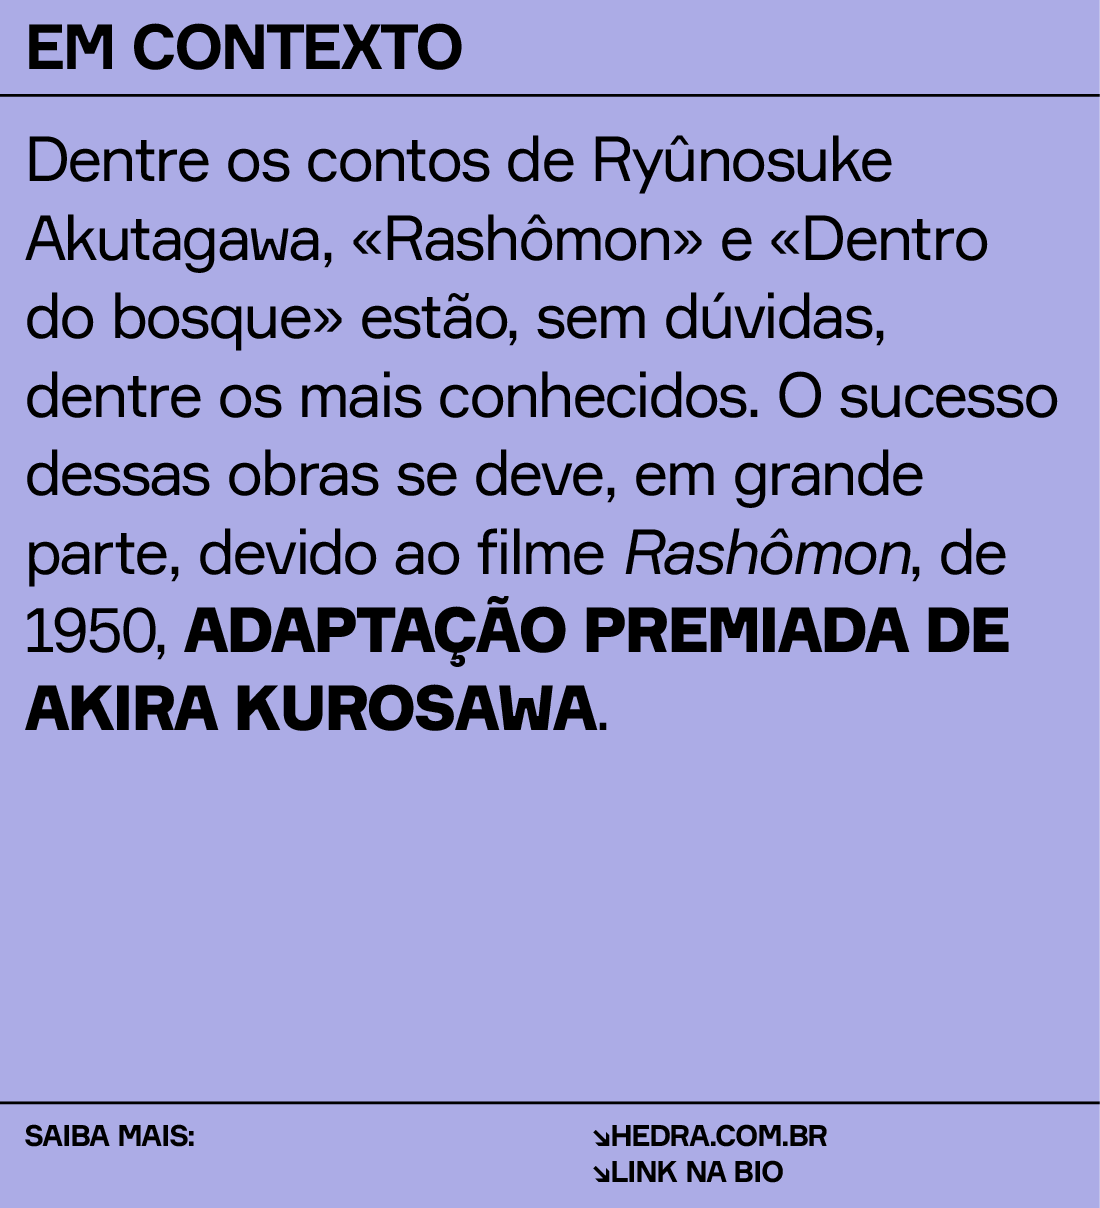 EM CONTEXTO
Dentre os contos de Ryûnosuke
Akutagawa, «Rashômon» e «Dentro
do bosque» estão, sem dúvidas,
dentre os mais conhecidos. O sucesso
dessas obras se deve, em grande
parte, devido ao filme Rashômon, de
1950, ADAPTAÇÃO PREMIADA DE
AKIRA KUROSAWA.
SAIBA MAIS:
↘HEDRA.COM.BR
↘LINK NA BIO